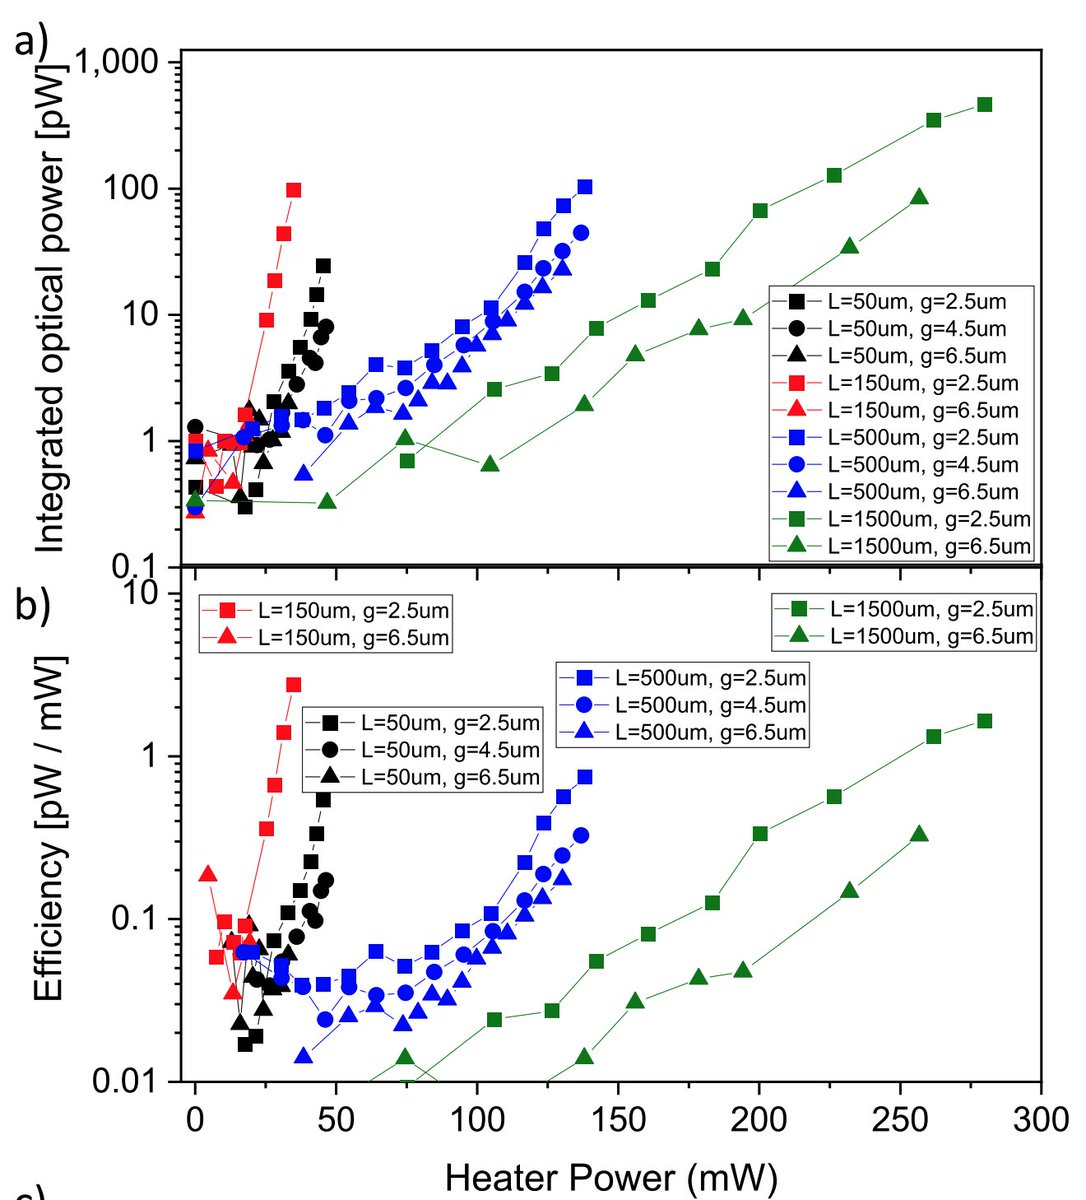 a)
Integrated optical power [pW]
1,000
100
10
1
0.1
L=50um, g=2.5um
L=50um, g=4.5um
L=50um, g=6.5um
L=150um, g=2.5um
L=150um, g=6.5um
L=500um, g=2.5um
L=500um, g=4.5um
L=500um, g=6.5um
L=1500um, g=2.5um
L=1500um, g=6.5um
b)
Efficiency [pW / mW]
10
1
0.1
0.01
L=150um, g=2.5um
L=150um, g=6.5um
L=50um, g=2.5um
L=50um, g=4.5um
L=50um, g=6.5um
L=500um, g=2.5um
L=500um, g=4.5um
L=500um, g=6.5um
L=1500um, g=2.5um
L=1500um, g=6.5um
0 50 100 150 200 250 300
Heater Power (mW)
c)